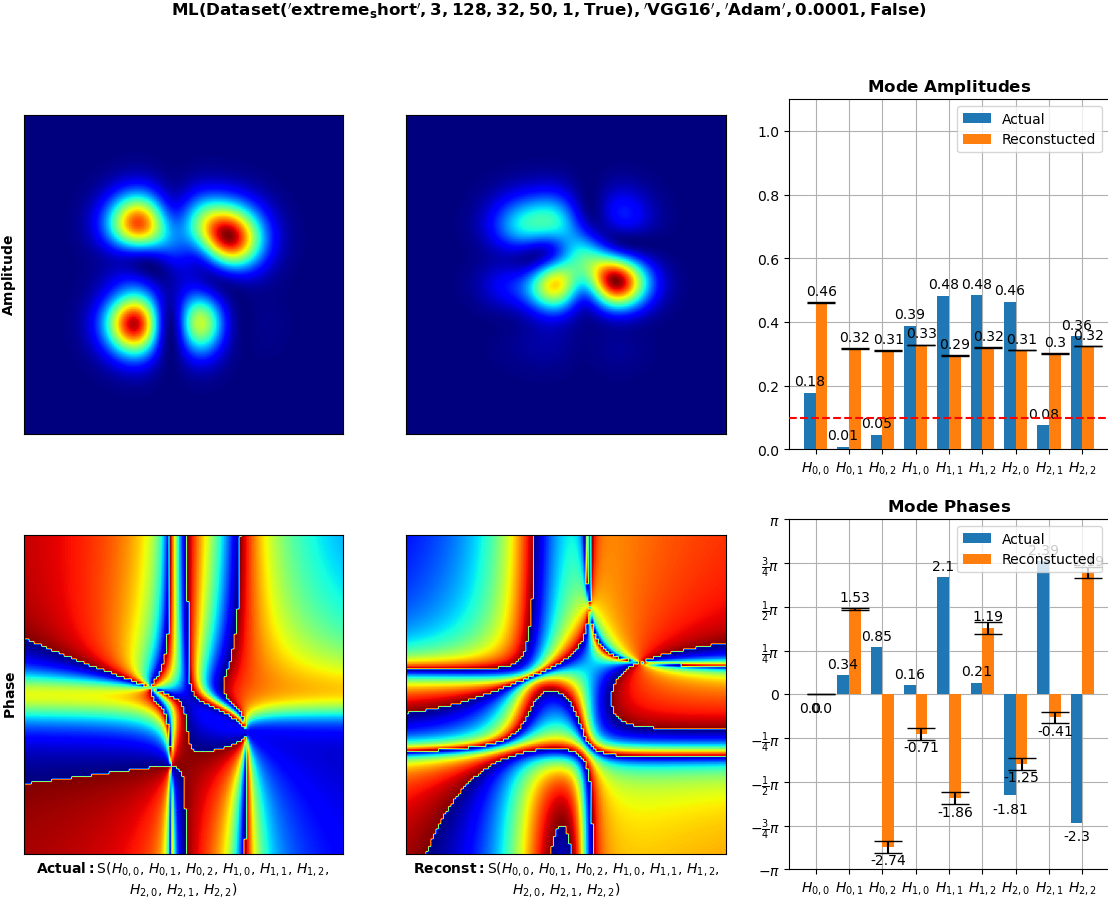 ML(Dataset('extreme_short', 3, 128, 32, 50, 1, True), 'VGG16', 'Adam', 0.0001, False)
Mode Amplitudes
Actual
Reconstucted
1.0
0.8
0.6
0.4
0.2
0.0
0.46 0.32 0.31 0.33 0.29 0.32 0.31 0.3 0.32
0.18 0.01 0.05 0.39 0.48 0.48 0.46 0.08 0.36
H0,0 H0,1 H0,2 H1,0 H1,1 H1,2 H2,0 H2,1 H2,2
Amplitude
Mode Phases
Actual
Reconstucted
π
3/4π
1/2π
1/4π
0
−1/4π
−1/2π
−3/4π
−π
0.0 0.34 0.85 0.16 2.1 0.21 -1.81 2.39 -2.3
0.0 1.53 -2.74 -0.71 -1.86 1.19 -1.25 -0.41
H0,0 H0,1 H0,2 H1,0 H1,1 H1,2 H2,0 H2,1 H2,2
Phase
Actual: S(H0,0, H0,1, H0,2, H1,0, H1,1, H1,2,
H2,0, H2,1, H2,2)
Reconst: S(H0,0, H0,1, H0,2, H1,0, H1,1, H1,2,
H2,0, H2,1, H2,2)